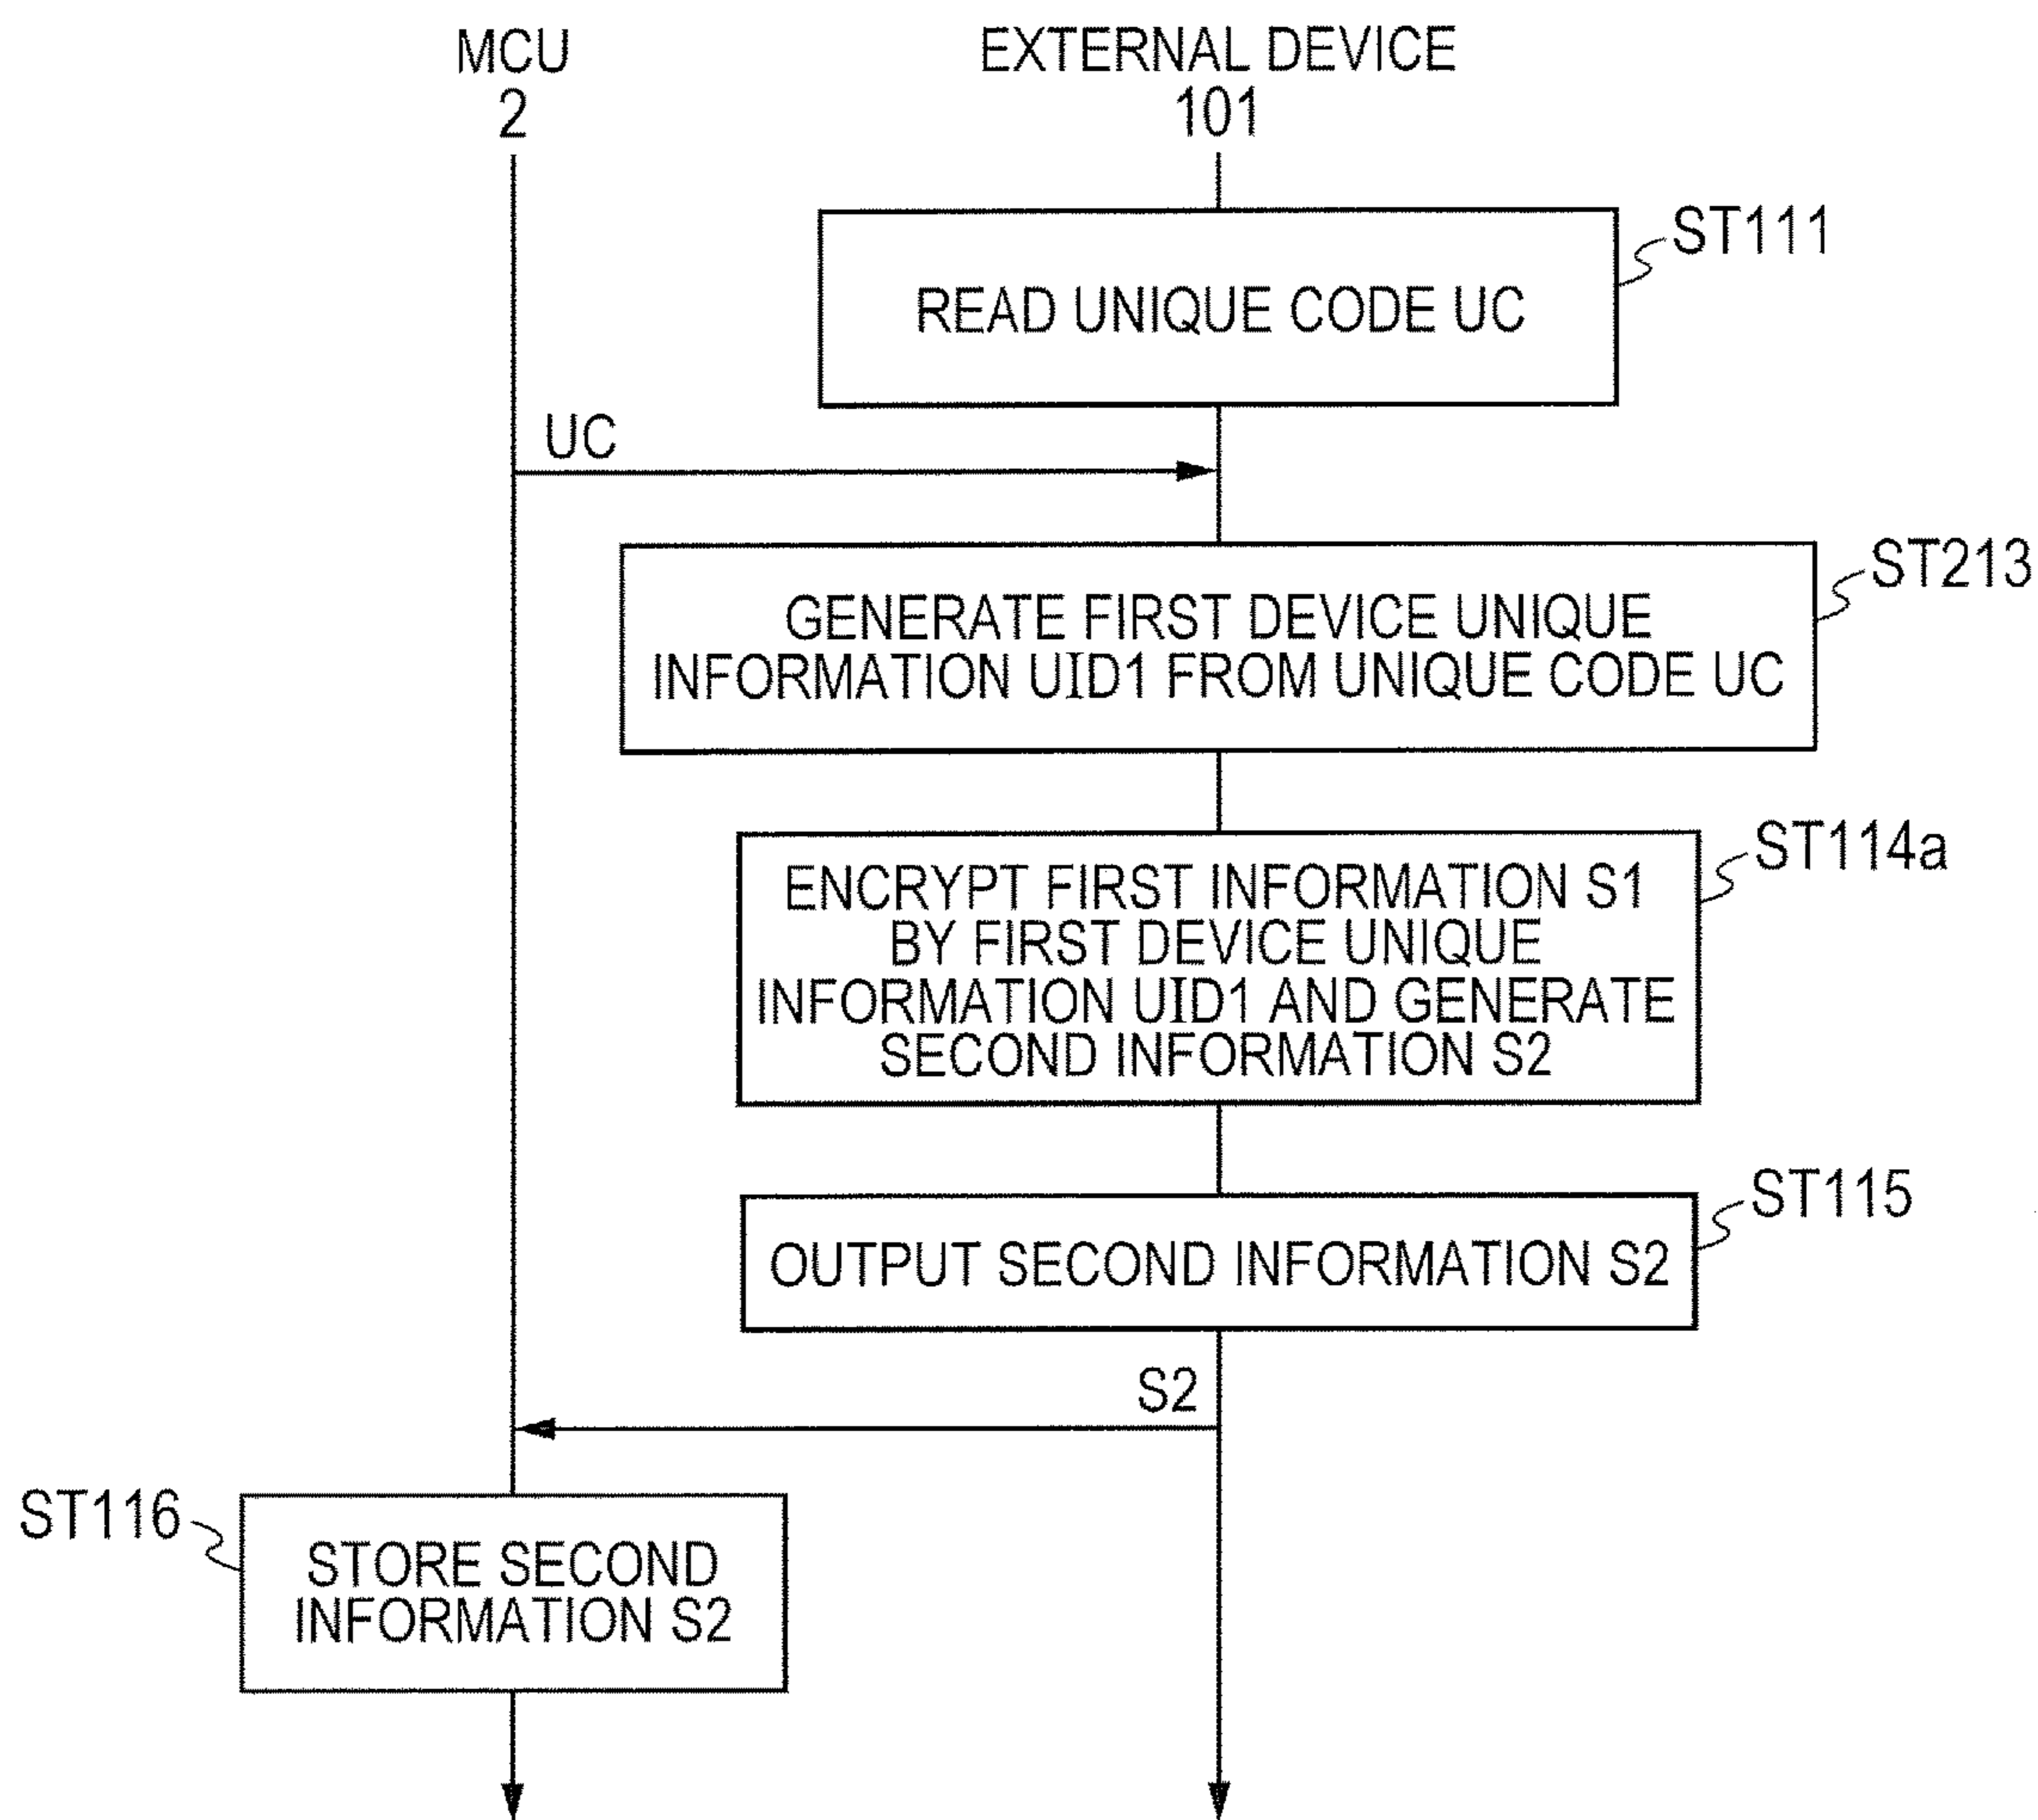 MCU
2
EXTERNAL DEVICE
101
ST111
READ UNIQUE CODE UC
UC
ST213
GENERATE FIRST DEVICE UNIQUE
INFORMATION UID1 FROM UNIQUE CODE UC
ST114a
ENCRYPT FIRST INFORMATION S1
BY FIRST DEVICE UNIQUE
INFORMATION UID1 AND GENERATE
SECOND INFORMATION S2
ST115
OUTPUT SECOND INFORMATION S2
S2
ST116
STORE SECOND
INFORMATION S2